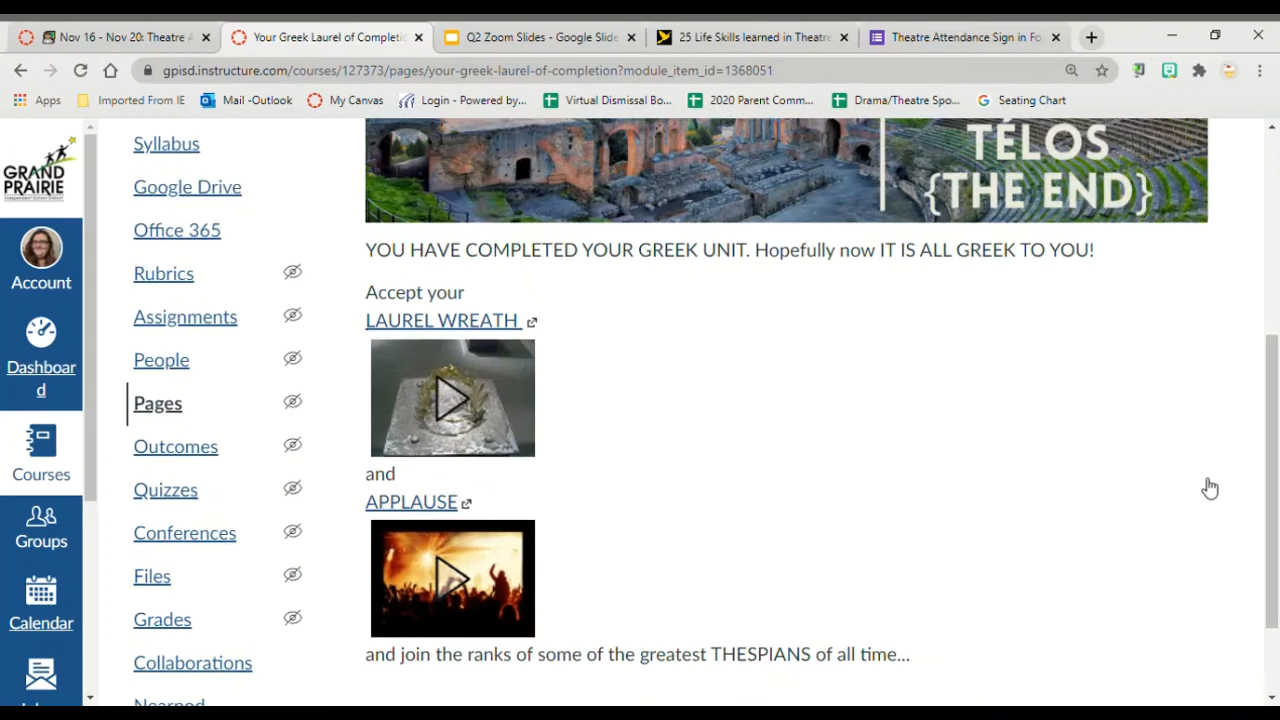 Nov 16 - Nov 20: Theatre
Your Greek Laurel of Completi
Q2 Zoom Slides - Google Slide
25 Life Skills learned in Theatre
Theatre Attendance Sign in Fo
gpisd.instructure.com/courses/127373/pages/your-greek-laurel-of-completion?module_item_id=1368051
Apps
Imported From IE
Mail -Outlook
My Canvas
Login - Powered by...
Virtual Dismissal Bo...
2020 Parent Comm...
Drama/Theatre Spo...
Seating Chart
GRAND
PRAIRIE
Account
Dashboar
d
Courses
Groups
Calendar
Syllabus
Google Drive
Office 365
Rubrics
Assignments
People
Pages
Outcomes
Quizzes
Conferences
Files
Grades
Collaborations
Nearpod
TÉLOS
{THE END}
YOU HAVE COMPLETED YOUR GREEK UNIT. Hopefully now IT IS ALL GREEK TO YOU!
Accept your
LAUREL WREATH
and
APPLAUSE
and join the ranks of some of the greatest THESPIANS of all time...